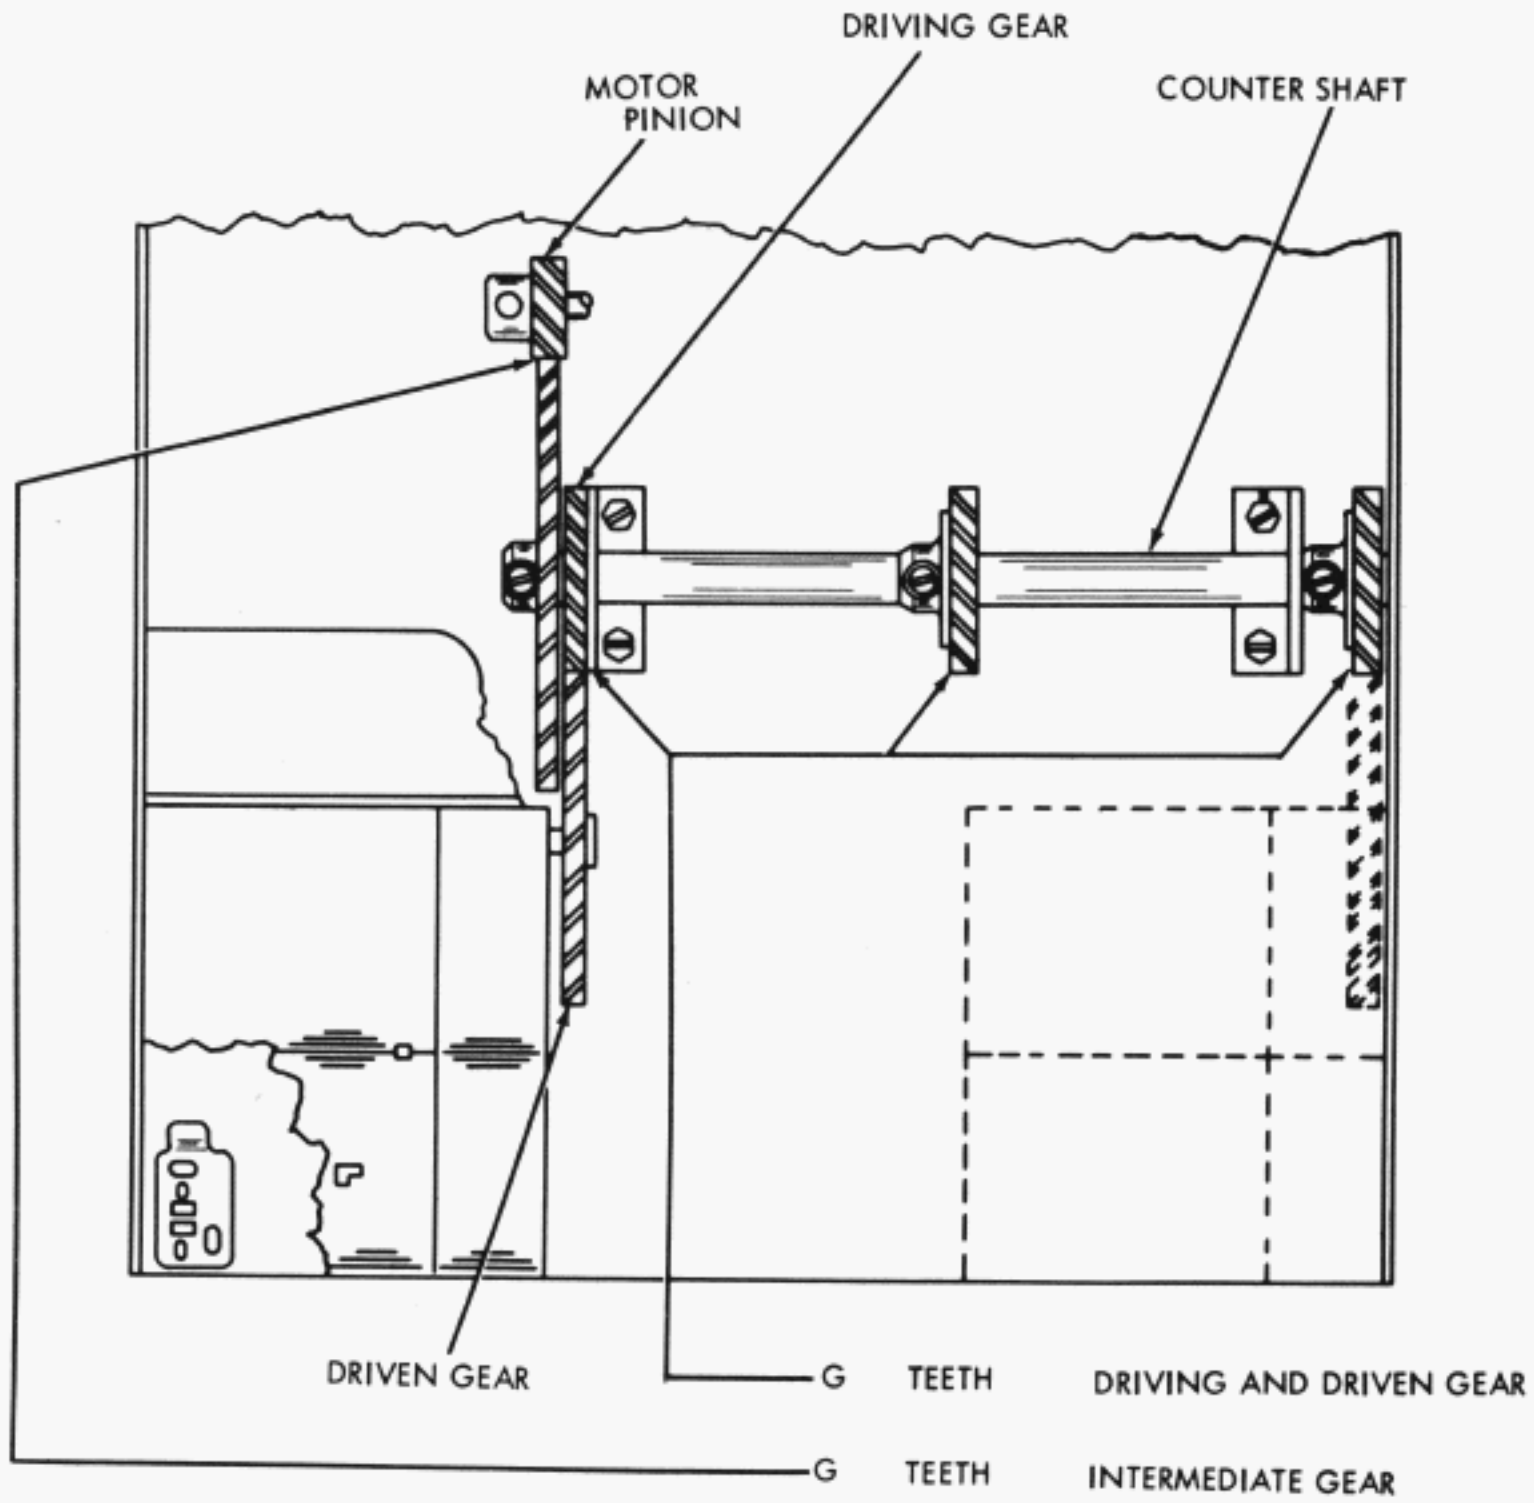 DRIVING GEAR
MOTOR
PINION
COUNTER SHAFT
DRIVEN GEAR
G TEETH DRIVING AND DRIVEN GEAR
G TEETH INTERMEDIATE GEAR